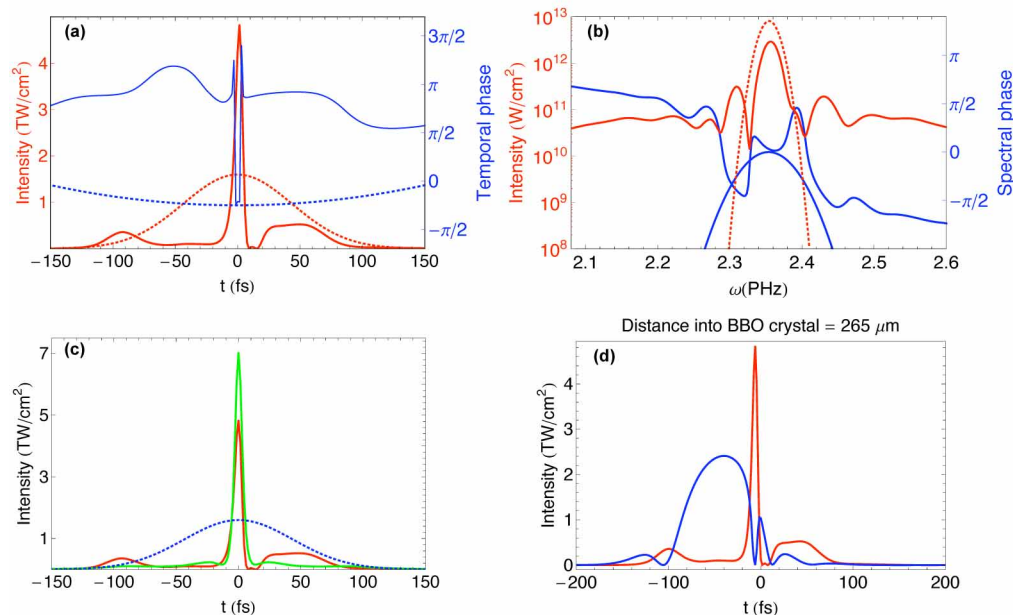 (a)
Intensity (TW/cm²)
4
3
2
1
3π/2
π
π/2
0
−π/2
Temporal phase
−150 −100 −50 0 50 100 150
t (fs)
(b)
Intensity (W/cm²)
10¹³
10¹²
10¹¹
10¹⁰
10⁹
10⁸
π
π/2
0
−π/2
Spectral phase
2.1 2.2 2.3 2.4 2.5 2.6
ω(PHz)
(c)
Intensity (TW/cm²)
7
5
3
1
−150 −100 −50 0 50 100 150
t (fs)
Distance into BBO crystal = 265 μm
(d)
Intensity (TW/cm²)
4
3
2
1
0
−200 −100 0 100 200
t (fs)